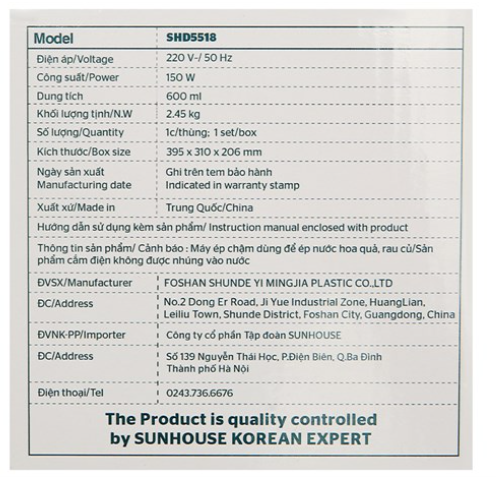 Model SHD5518
Điện áp/Voltage 220 V~/ 50 Hz
Công suất/Power 150 W
Dung tích 600 ml
Khối lượng tịnh/N.W 2.45 kg
Số lượng/Quantity 1c/thùng; 1 set/box
Kích thước/Box size 395 x 310 x 206 mm
Ngày sản xuất Ghi trên tem bảo hành
Manufacturing date Indicated in warranty stamp
Xuất xứ/Made in Trung Quốc/China
Hướng dẫn sử dụng kèm sản phẩm/ Instruction manual enclosed with product
Thông tin sản phẩm/ Cảnh báo : Máy ép chậm dùng để ép nước hoa quả, rau củ/Sản
phẩm cắm điện không được nhúng vào nước
ĐVSX/Manufacturer FOSHAN SHUNDE YI MINGJIA PLASTIC CO.,LTD
ĐC/Address No.2 Dong Er Road, Ji Yue Industrial Zone, HuangLian,
Leiliu Town, Shunde District, Foshan City, Guangdong, China
ĐVNK-PP/Importer Công ty cổ phần Tập đoàn SUNHOUSE
ĐC/Address Số 139 Nguyễn Thái Học, P.Điện Biên, Q.Ba Đình
Thành phố Hà Nội
Điện thoại/Tel 0243.736.6676
The Product is quality controlled
by SUNHOUSE KOREAN EXPERT